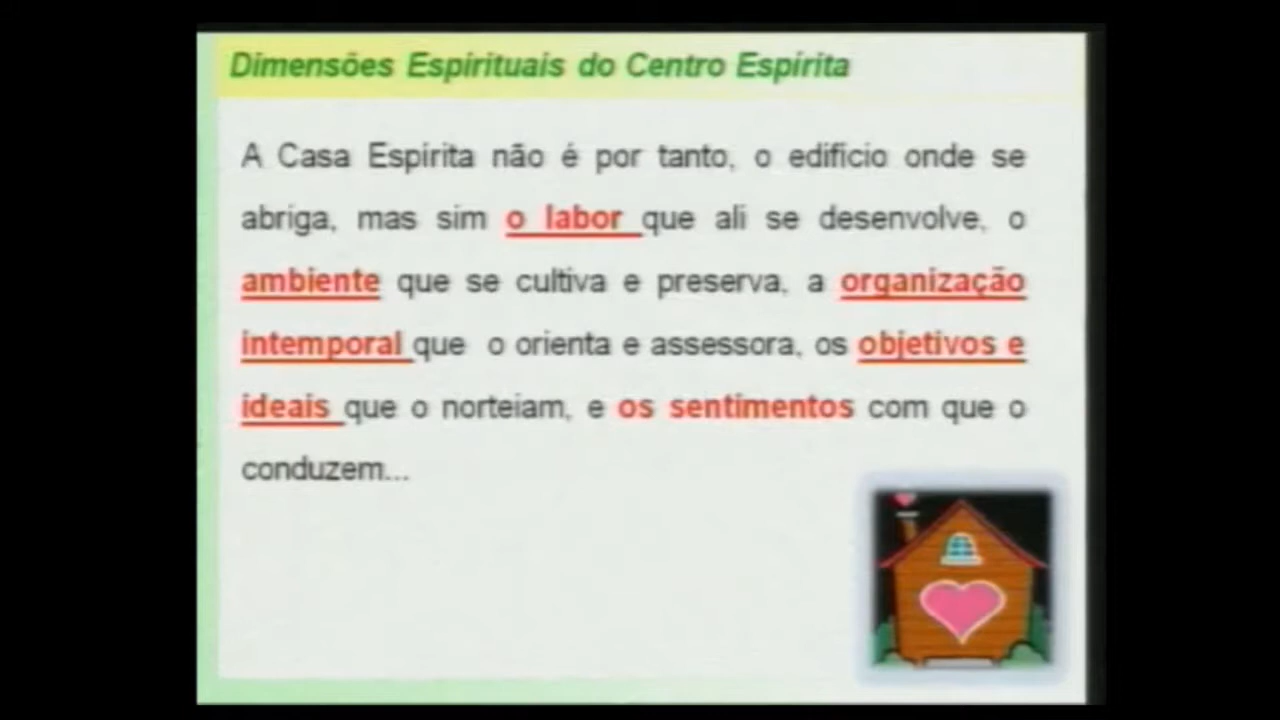 Dimensões Espirituais do Centro Espírita
A Casa Espírita não é por tanto, o edifício onde se
abriga, mas sim o labor que ali se desenvolve, o
ambiente que se cultiva e preserva, a organização
intemporal que o orienta e assessora, os objetivos e
ideais que o norteiam, e os sentimentos com que o
conduzem...